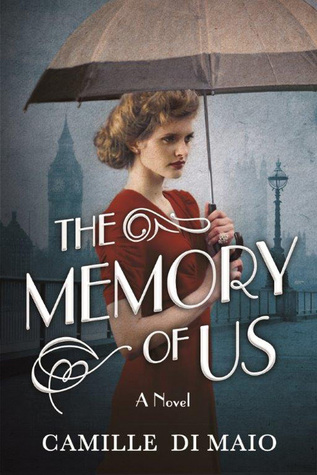 THE
MEMORY
OF US
A Novel
CAMILLE DI MAIO